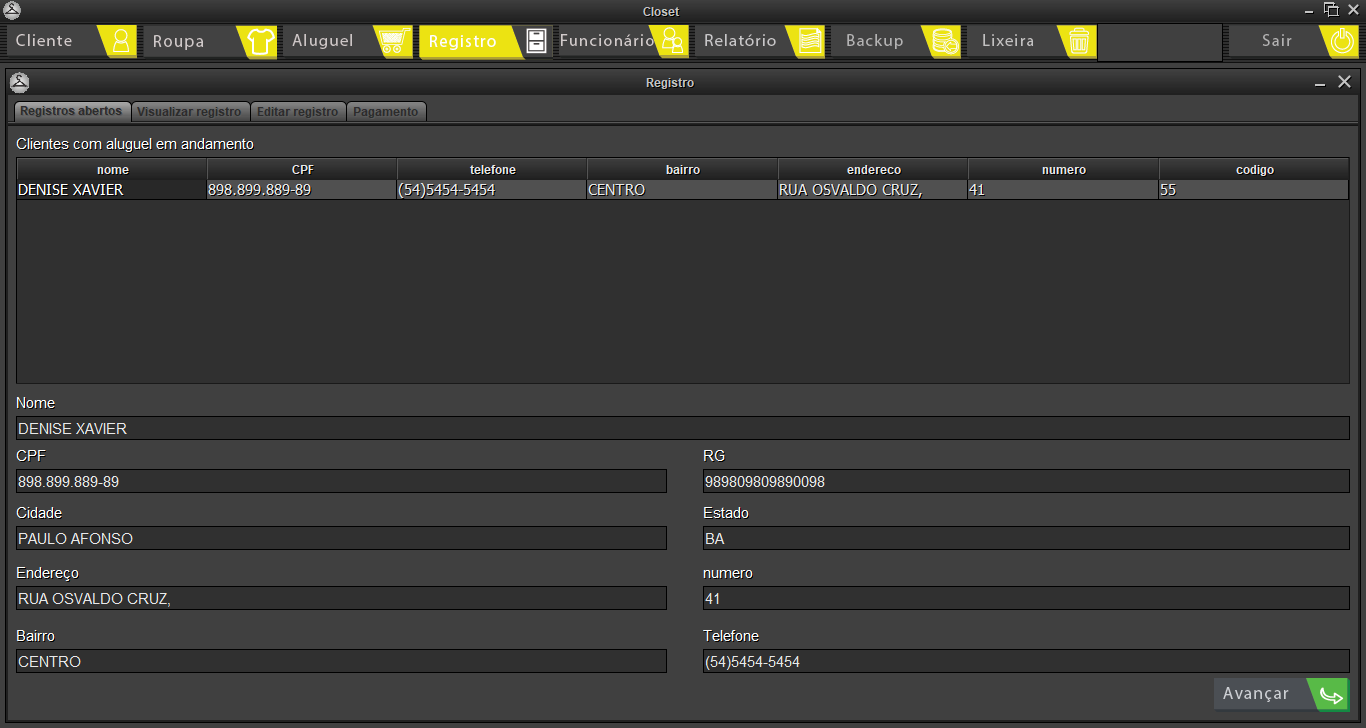 Closet
Cliente Roupa Aluguel Registro Funcionário Relatório Backup Lixeira Sair
Registro
Registros abertos Visualizar registro Editar registro Pagamento
Clientes com aluguel em andamento
nome CPF telefone bairro endereco numero codigo
DENISE XAVIER 898.899.889-89 (54)5454-5454 CENTRO RUA OSVALDO CRUZ, 41 55
Nome
DENISE XAVIER
CPF RG
898.899.889-89 989809809890098
Cidade Estado
PAULO AFONSO BA
Endereço numero
RUA OSVALDO CRUZ, 41
Bairro Telefone
CENTRO (54)5454-5454
Avançar